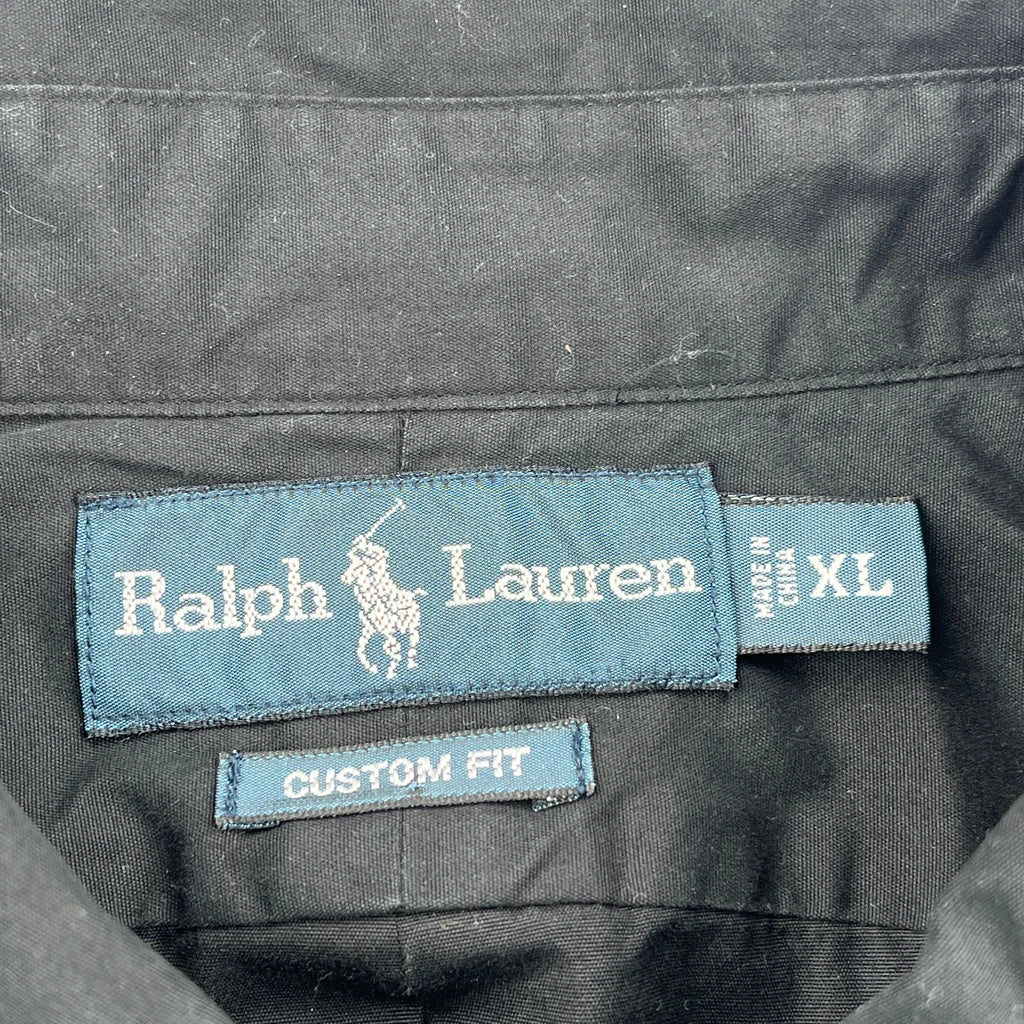 Ralph Lauren
MADE IN
CHINA
XL
CUSTOM FIT